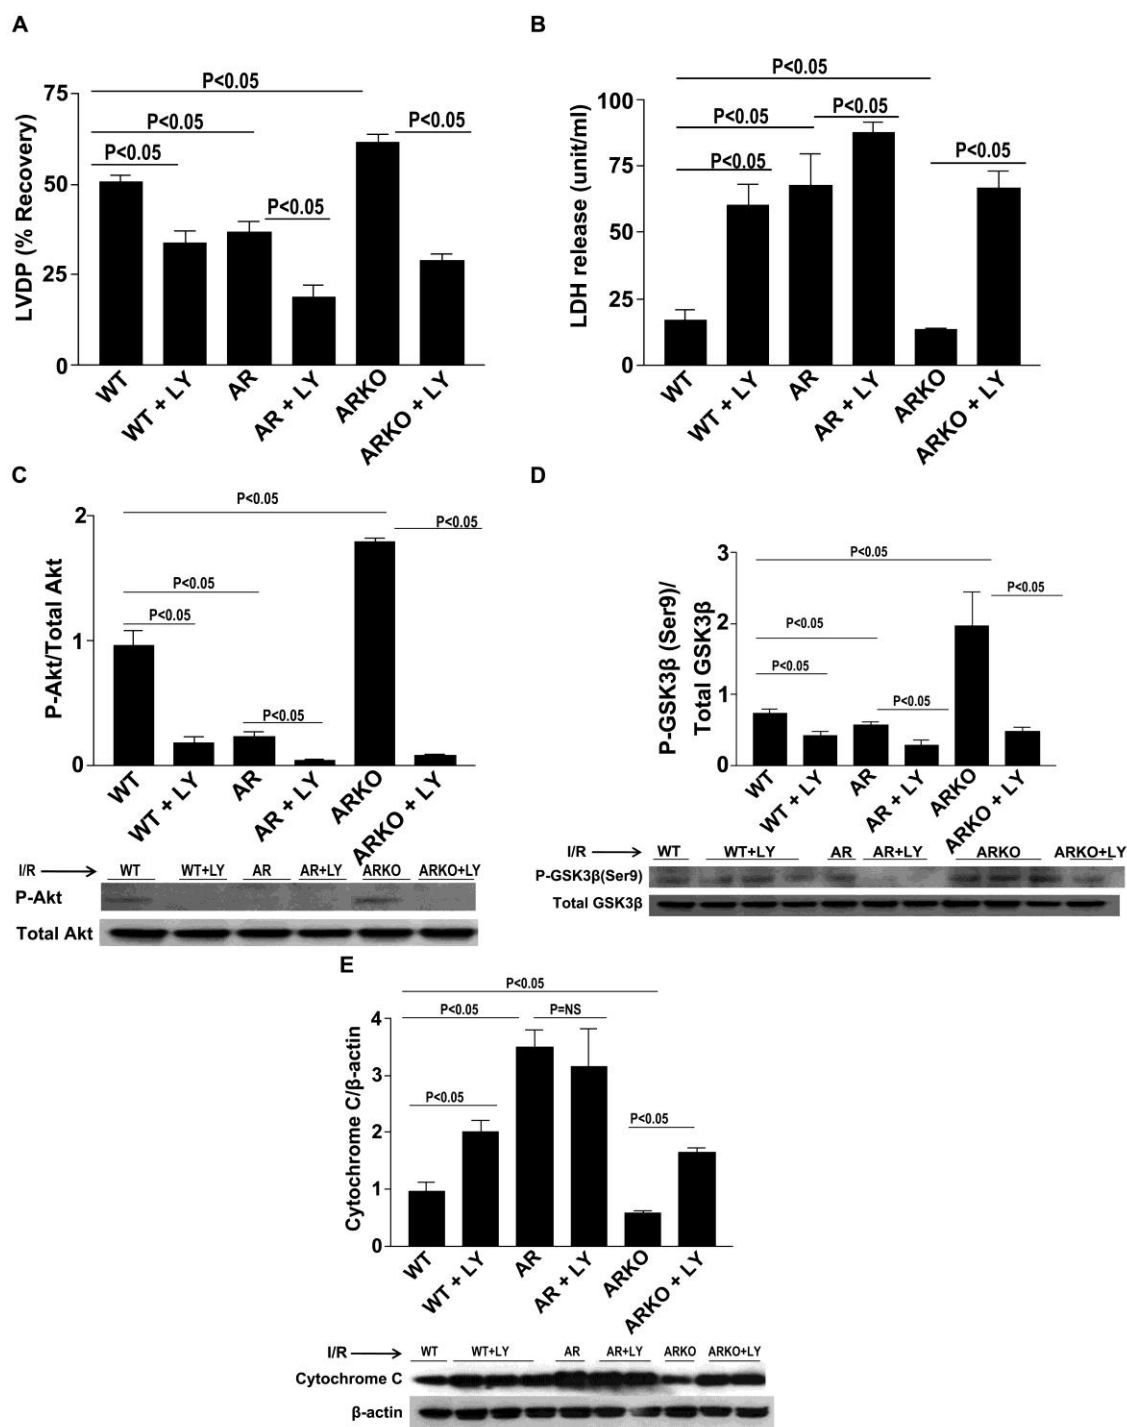 A
LVDP (% Recovery)
75
50
25
0
P<0.05
P<0.05
P<0.05
P<0.05
P<0.05
WT
WT + LY
AR
AR + LY
ARKO
ARKO + LY
B
LDH release (unit/ml)
100
75
50
25
0
P<0.05
P<0.05
P<0.05
P<0.05
P<0.05
WT
WT + LY
AR
AR + LY
ARKO
ARKO + LY
C
P-Akt/Total Akt
2
1
0
P<0.05
P<0.05
P<0.05
P<0.05
P<0.05
WT
WT + LY
AR
AR + LY
ARKO
ARKO + LY
I/R
WT WT+LY AR AR+LY ARKO ARKO+LY
P-Akt
Total Akt
D
P-GSK3β (Ser9)/
Total GSK3β
3
2
1
0
P<0.05
P<0.05
P<0.05
P<0.05
P<0.05
WT
WT + LY
AR
AR + LY
ARKO
ARKO + LY
I/R
WT WT+LY AR AR+LY ARKO ARKO+LY
P-GSK3β(Ser9)
Total GSK3β
E
Cytochrome C/β-actin
4
3
2
1
0
P<0.05
P<0.05
P=NS
P<0.05
P<0.05
WT
WT + LY
AR
AR + LY
ARKO
ARKO + LY
I/R
WT WT+LY AR AR+LY ARKO ARKO+LY
Cytochrome C
β-actin